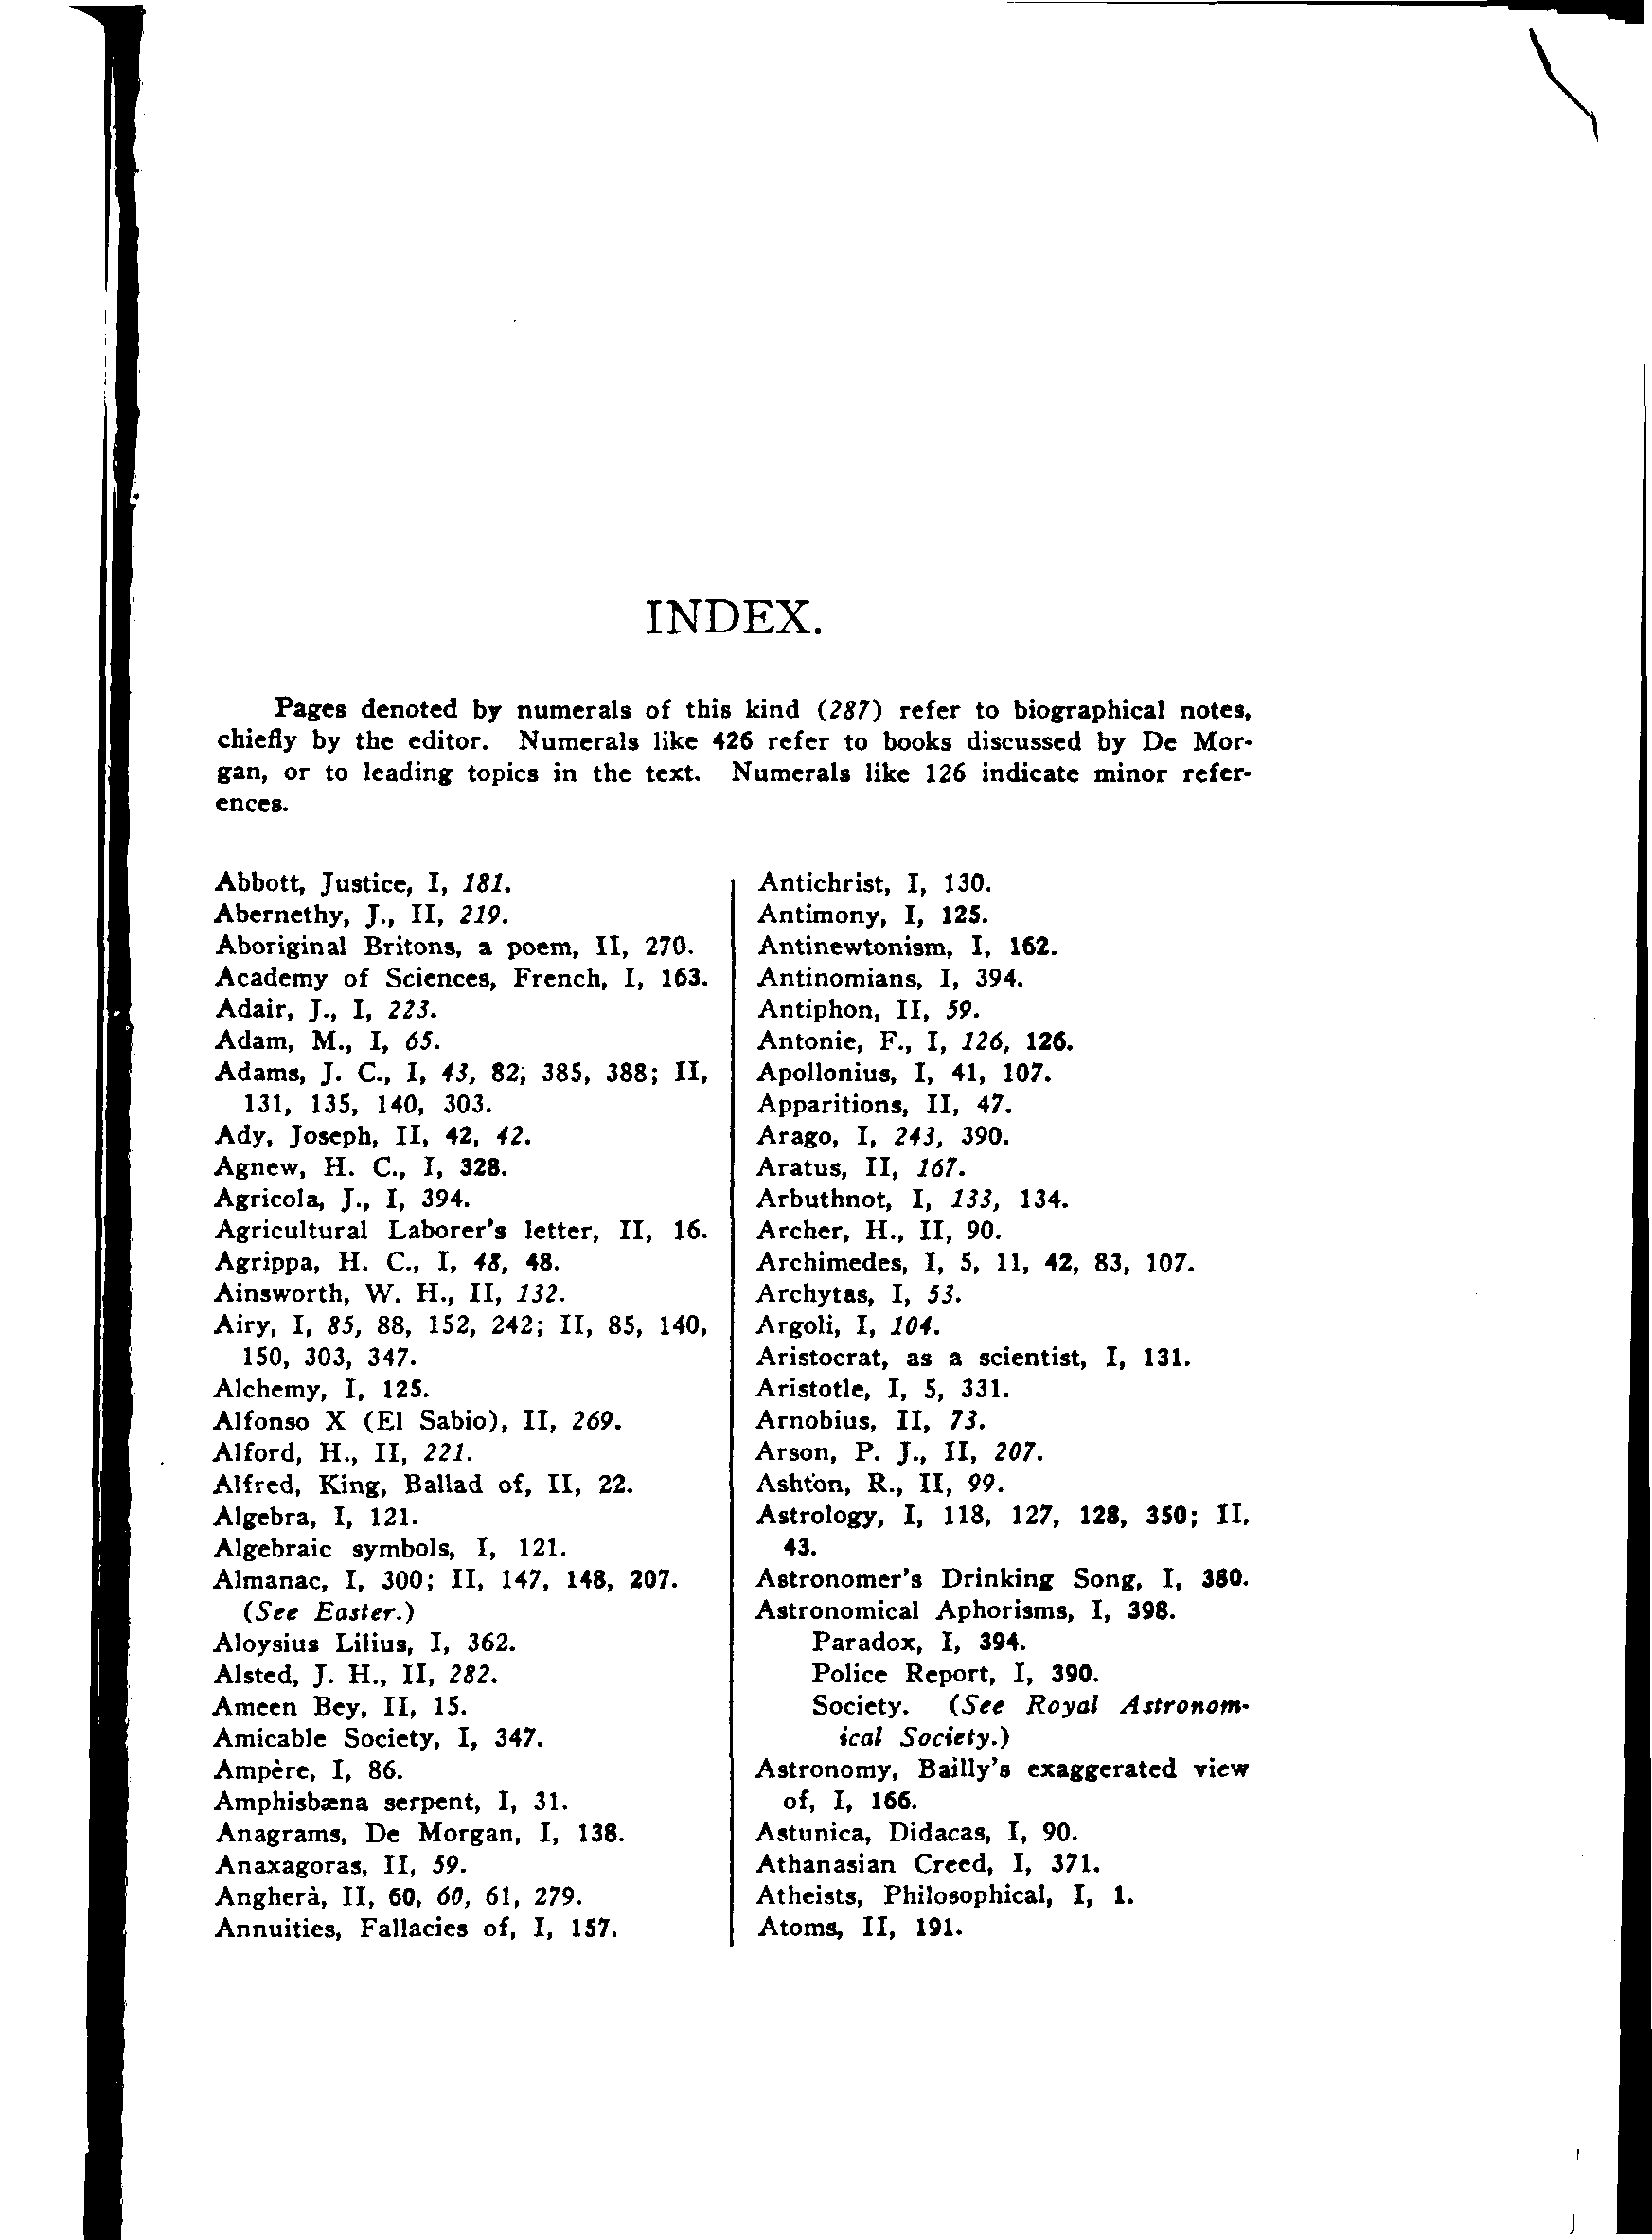 INDEX.
Pages denoted by numerals of this kind (287) refer to biographical notes,
chiefly by the editor. Numerals like 426 refer to books discussed by De Mor-
gan, or to leading topics in the text. Numerals like 126 indicate minor refer-
ences.
Abbott, Justice, I, 181.
Abernethy, J., II, 219.
Aboriginal Britons, a poem, II, 270.
Academy of Sciences, French, I, 163.
Adair, J., I, 223.
Adam, M., I, 65.
Adams, J. C., I, 43, 82; 385, 388; II,
131, 135, 140, 303.
Ady, Joseph, II, 42, 42.
Agnew, H. C., I, 328.
Agricola, J., I, 394.
Agricultural Laborer's letter, II, 16.
Agrippa, H. C., I, 48, 48.
Ainsworth, W. H., II, 132.
Airy, I, 85, 88, 152, 242; II, 85, 140,
150, 303, 347.
Alchemy, I, 125.
Alfonso X (El Sabio), II, 269.
Alford, H., II, 221.
Alfred, King, Ballad of, II, 22.
Algebra, I, 121.
Algebraic symbols, I, 121.
Almanac, I, 300; II, 147, 148, 207.
(See Easter.)
Aloysius Lilius, I, 362.
Alsted, J. H., II, 282.
Ameen Bey, II, 15.
Amicable Society, I, 347.
Ampère, I, 86.
Amphisbæna serpent, I, 31.
Anagrams, De Morgan, I, 138.
Anaxagoras, II, 59.
Angherà, II, 60, 60, 61, 279.
Annuities, Fallacies of, I, 157.
Antichrist, I, 130.
Antimony, I, 125.
Antinewtonism, I, 162.
Antinomians, I, 394.
Antiphon, II, 59.
Antonie, F., I, 126, 126.
Apollonius, I, 41, 107.
Apparitions, II, 47.
Arago, I, 243, 390.
Aratus, II, 167.
Arbuthnot, I, 133, 134.
Archer, H., II, 90.
Archimedes, I, 5, 11, 42, 83, 107.
Archytas, I, 53.
Argoli, I, 104.
Aristocrat, as a scientist, I, 131.
Aristotle, I, 5, 331.
Arnobius, II, 73.
Arson, P. J., II, 207.
Ashton, R., II, 99.
Astrology, I, 118, 127, 128, 350; II,
43.
Astronomer's Drinking Song, I, 380.
Astronomical Aphorisms, I, 398.
Paradox, I, 394.
Police Report, I, 390.
Society. (See Royal Astronom-
ical Society.)
Astronomy, Bailly's exaggerated view
of, I, 166.
Astunica, Didacas, I, 90.
Athanasian Creed, I, 371.
Atheists, Philosophical, I, 1.
Atoms, II, 191.